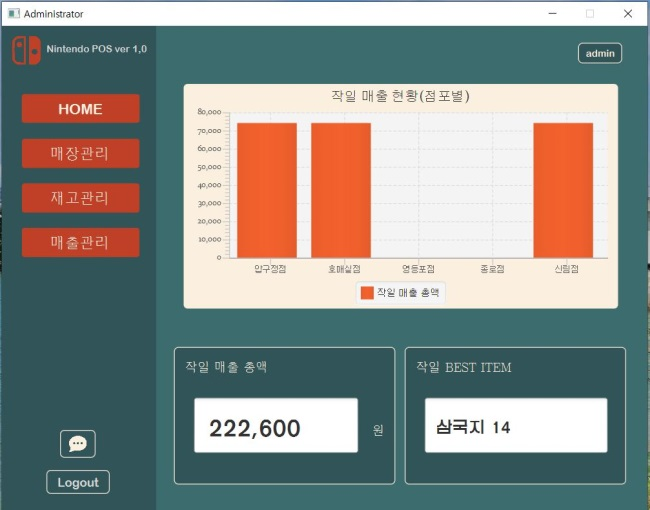 Administrator
Nintendo POS ver 1,0
admin
HOME
매장관리
재고관리
매출관리
작일 매출 현황(점포별)
80,000
70,000
60,000
50,000
40,000
30,000
20,000
10,000
0
압구정점
호매실점
영등포점
종로점
신림점
작일 매출 총액
작일 매출 총액
222,600
원
작일 BEST ITEM
삼국지 14
Logout